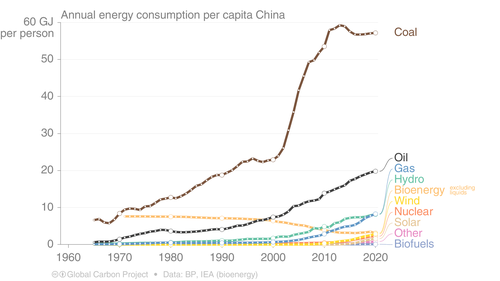 Annual energy consumption per capita China
60 GJ
per person
50
40
30
20
10
0
1960 1970 1980 1990 2000 2010 2020
Coal
Oil
Gas
Hydro
Bioenergy excluding liquids
Wind
Nuclear
Solar
Other
Biofuels
Global Carbon Project • Data: BP, IEA (bioenergy)